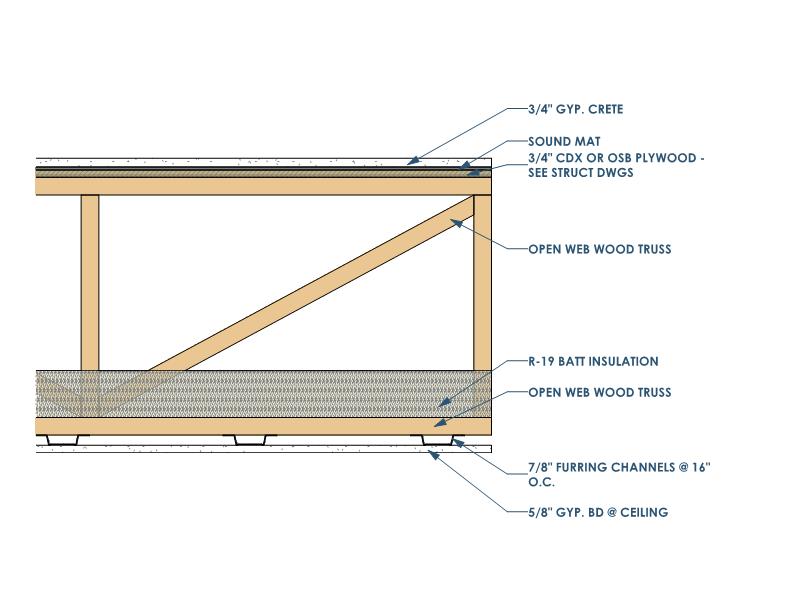 3/4" GYP. CRETE
SOUND MAT
3/4" CDX OR OSB PLYWOOD -
SEE STRUCT DWGS
OPEN WEB WOOD TRUSS
R-19 BATT INSULATION
OPEN WEB WOOD TRUSS
7/8" FURRING CHANNELS @ 16"
O.C.
5/8" GYP. BD @ CEILING